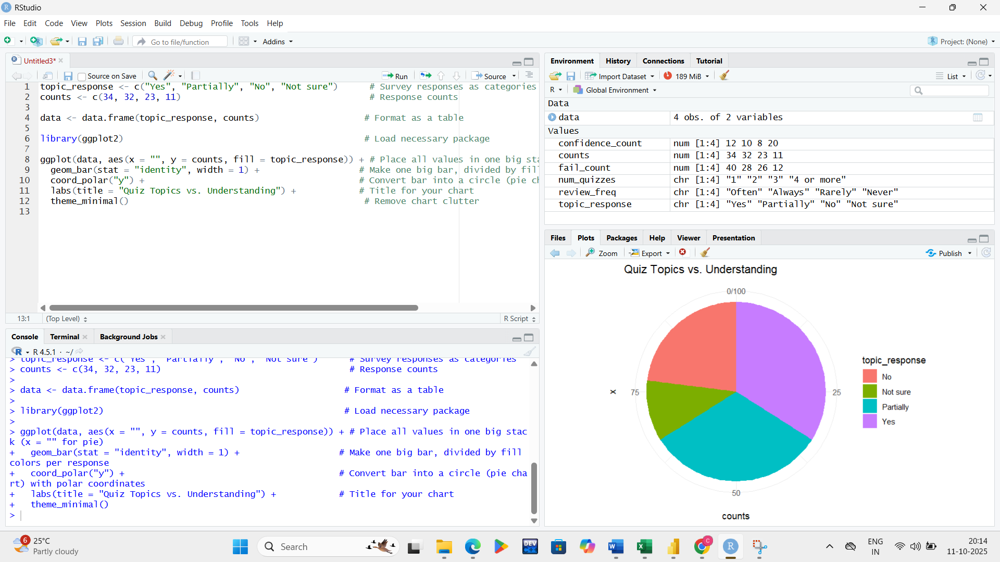 RStudio
File Edit Code View Plots Session Build Debug Profile Tools Help
Go to file/function Addins Project: (None)
Untitled3*
Source on Save Run Source
1 topic_response <- c("Yes", "Partially", "No", "Not sure") # Survey responses as categories
2 counts <- c(34, 32, 23, 11) # Response counts
3
4 data <- data.frame(topic_response, counts) # Format as a table
5
6 library(ggplot2) # Load necessary package
7
8 ggplot(data, aes(x = "", y = counts, fill = topic_response)) + # Place all values in one big sta
9 geom_bar(stat = "identity", width = 1) + # Make one big bar, divided by fill
10 coord_polar("y") + # Convert bar into a circle (pie ch
11 labs(title = "Quiz Topics vs. Understanding") + # Title for your chart
12 theme_minimal() # Remove chart clutter
13
13:1 (Top Level) R Script
Console Terminal Background Jobs
R 4.5.1 · ~/
> topic_response <- c("Yes", "Partially", "No", "Not sure") # Survey responses as categories
> counts <- c(34, 32, 23, 11) # Response counts
>
> data <- data.frame(topic_response, counts) # Format as a table
>
> library(ggplot2) # Load necessary package
>
> ggplot(data, aes(x = "", y = counts, fill = topic_response)) + # Place all values in one big stac
k (x = "" for pie)
+ geom_bar(stat = "identity", width = 1) + # Make one big bar, divided by fill
colors per response
+ coord_polar("y") + # Convert bar into a circle (pie cha
rt) with polar coordinates
+ labs(title = "Quiz Topics vs. Understanding") + # Title for your chart
+ theme_minimal()
>
Environment History Connections Tutorial
Import Dataset 189 MiB List
R Global Environment
Data
data 4 obs. of 2 variables
Values
confidence_count num [1:4] 12 10 8 20
counts num [1:4] 34 32 23 11
fail_count num [1:4] 40 28 26 12
num_quizzes chr [1:4] "1" "2" "3" "4 or more"
review_freq chr [1:4] "Often" "Always" "Rarely" "Never"
topic_response chr [1:4] "Yes" "Partially" "No" "Not sure"
Files Plots Packages Help Viewer Presentation
Zoom Export Publish
Quiz Topics vs. Understanding
0/100
x 75 25
50
counts
topic_response
No
Not sure
Partially
Yes
6 25°C
Partly cloudy
Search
DEV
C++
W X C R
ENG
IN
20:14
11-10-2025